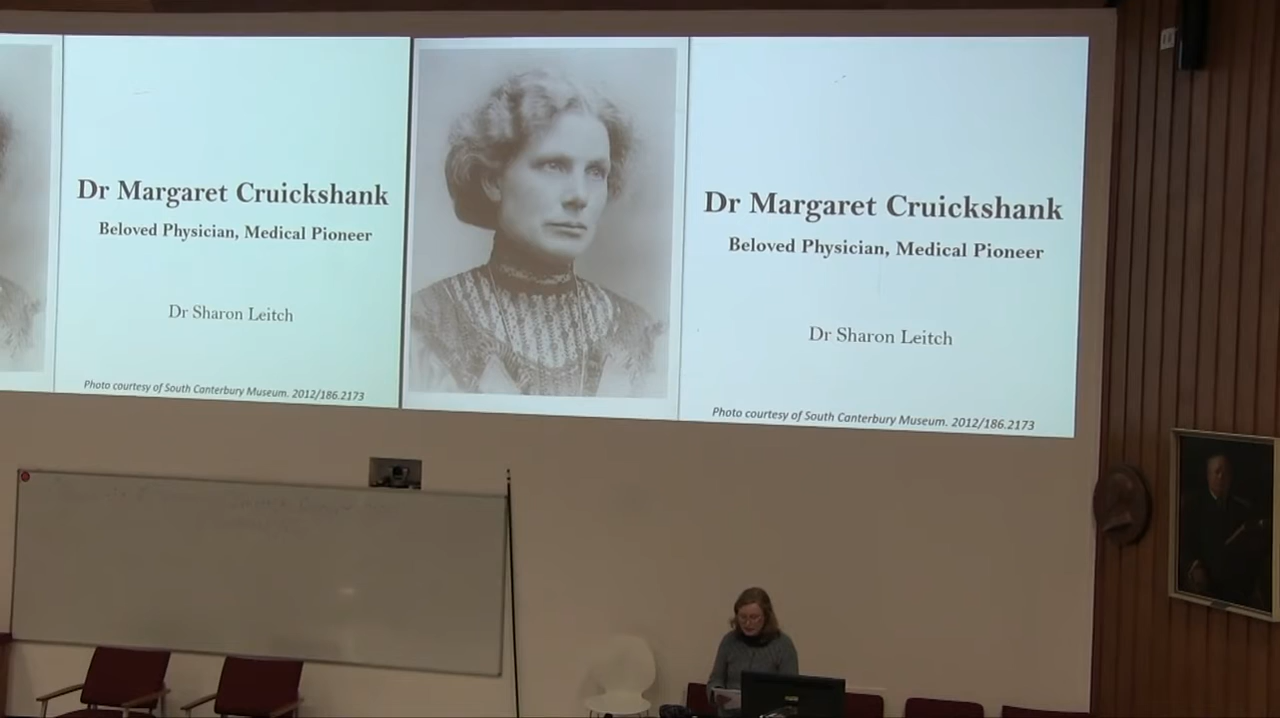 Dr Margaret Cruickshank
Beloved Physician, Medical Pioneer
Dr Sharon Leitch
Photo courtesy of South Canterbury Museum. 2012/186.2173
Dr Margaret Cruickshank
Beloved Physician, Medical Pioneer
Dr Sharon Leitch
Photo courtesy of South Canterbury Museum. 2012/186.2173